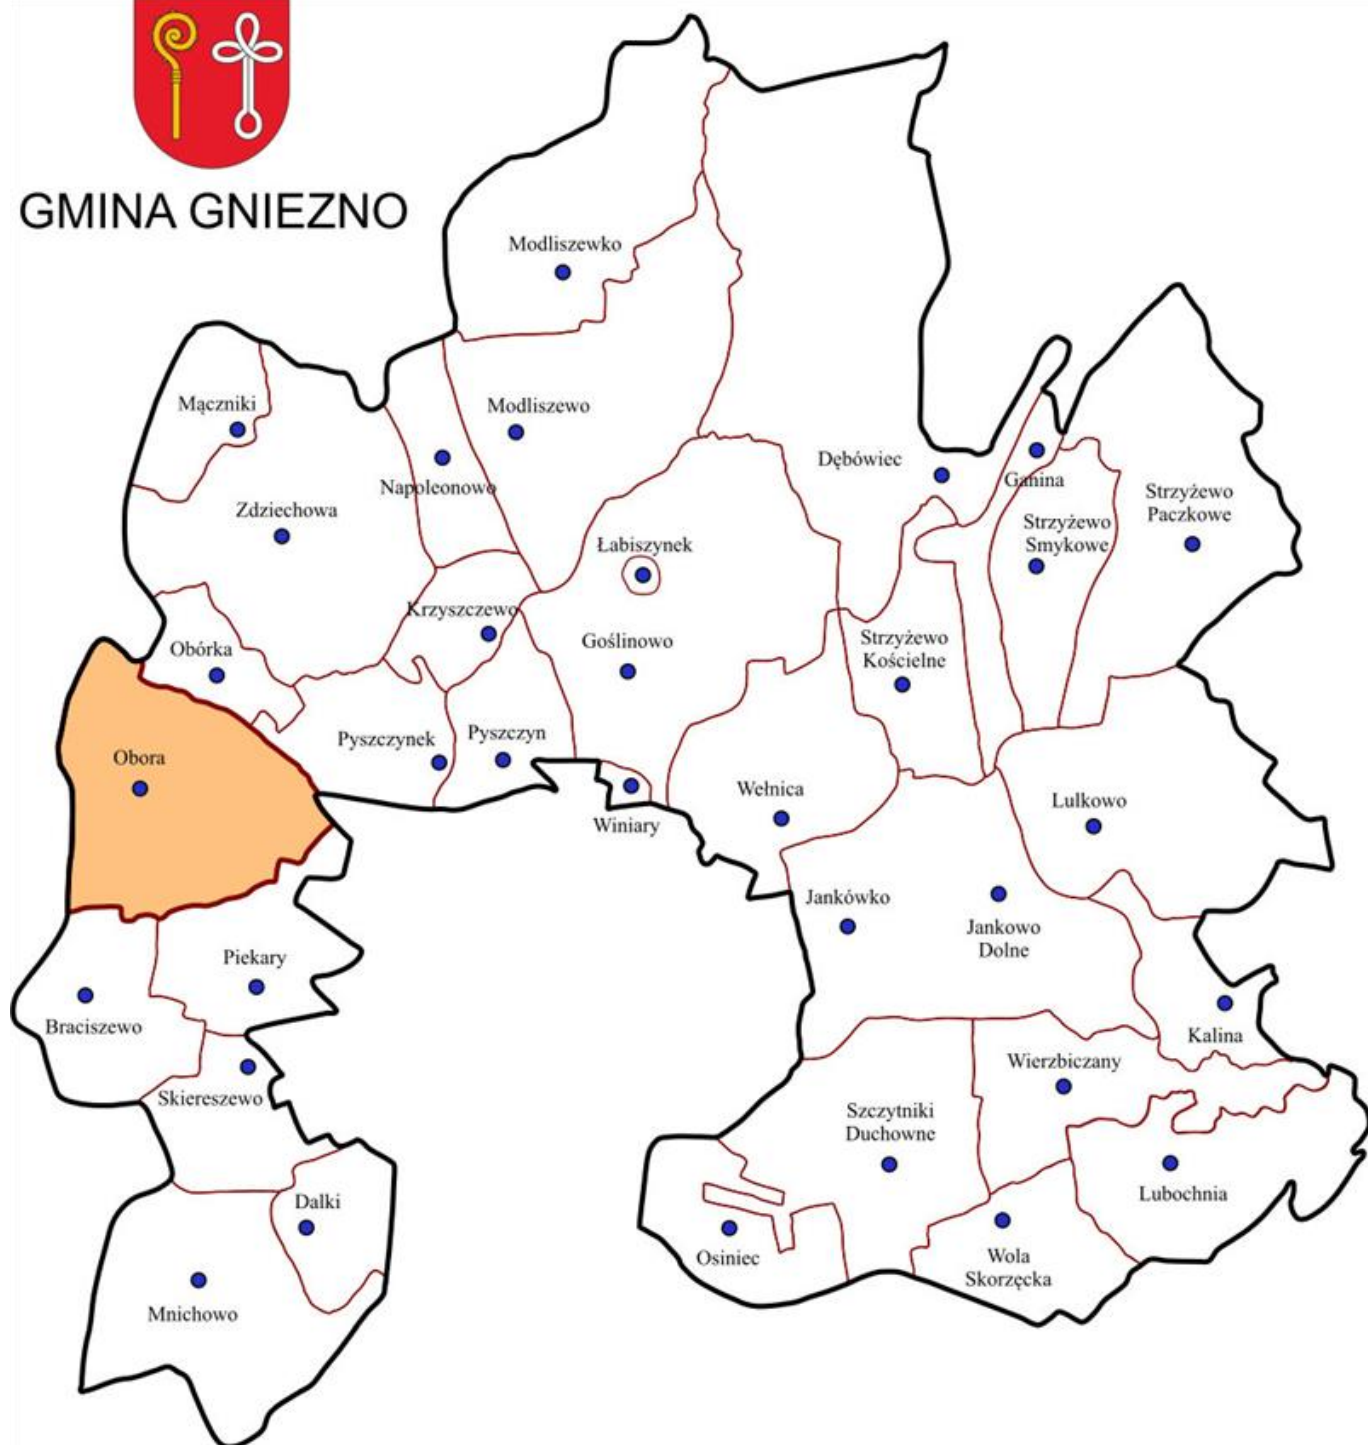 GMINA GNIEZNO
Modliszewko
Mączniki
Modliszewo
Napoleonowo
Dębówiec
Ganina
Strzyżewo
Paczkowe
Zdziechowa
Strzyżewo
Smykowe
Łabiszynek
Krzyszczewo
Obórka
Goślinowo
Strzyżewo
Kościelne
Pyszczynek
Pyszczyn
Obora
Wełnica
Winiary
Lulkowo
Jankówko
Jankowo
Dolne
Piekary
Braciszewo
Kalina
Skiereszewo
Wierzbiczany
Szczytniki
Duchowne
Dalki
Lubochnia
Osiniec
Wola
Skorzęcka
Mnichowo